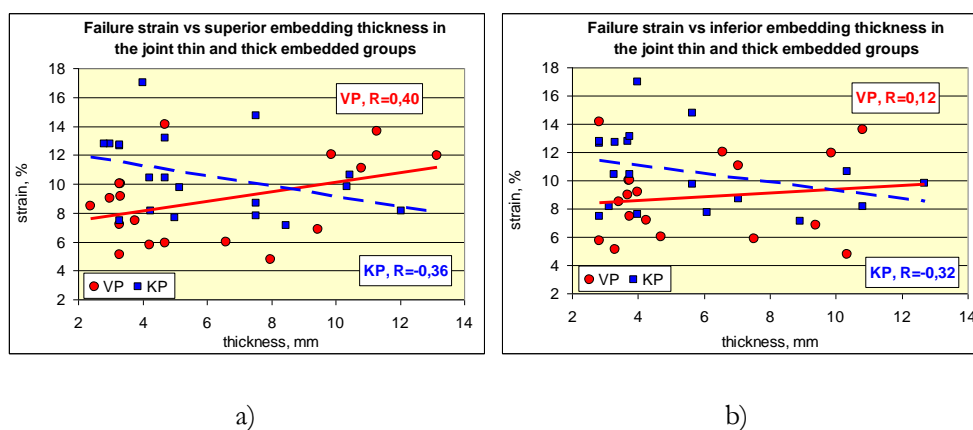 Failure strain vs superior embedding thickness in
the joint thin and thick embedded groups
18
16
14
12
10
8
6
4
2
strain, %
VP, R=0,40
KP, R=-0,36
VP KP
2 4 6 8 10 12 14
thickness, mm
a)
Failure strain vs inferior embedding thickness in
the joint thin and thick embedded groups
18
16
14
12
10
8
6
4
2
strain, %
VP, R=0,12
KP, R=-0,32
VP KP
2 4 6 8 10 12 14
thickness, mm
b)